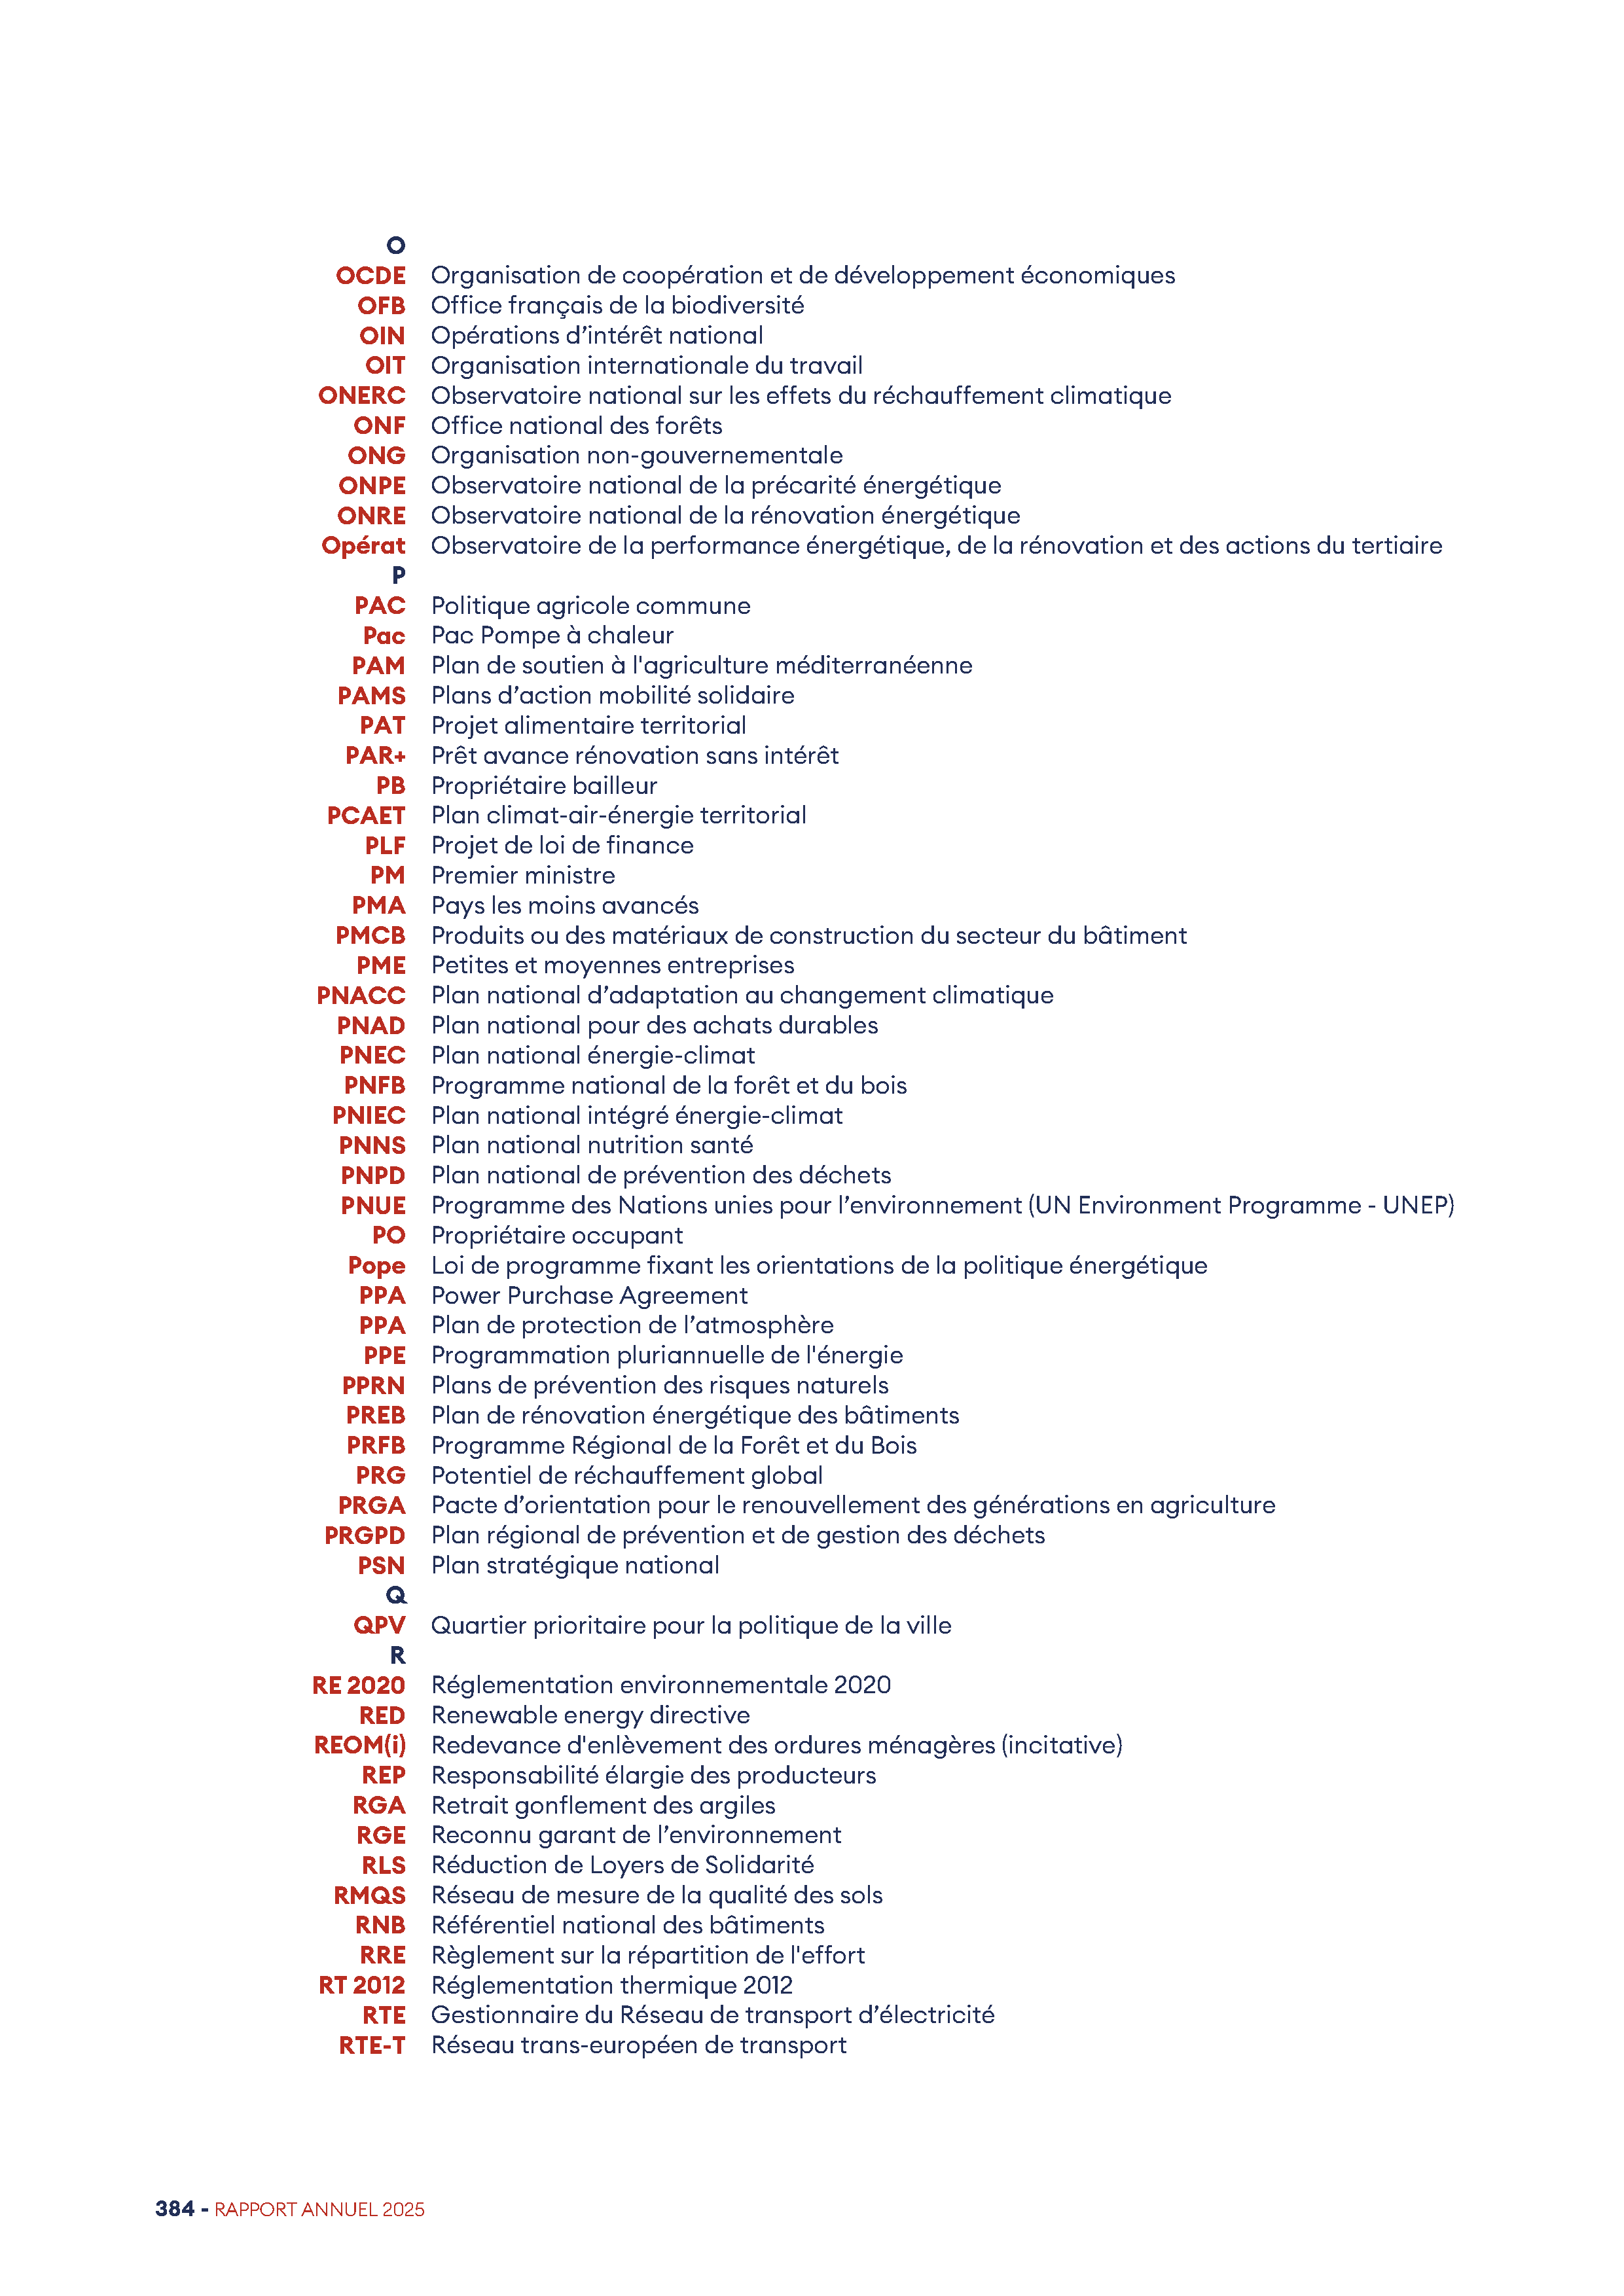 O
OCDE Organisation de coopération et de développement économiques
OFB Office français de la biodiversité
OIN Opérations d’intérêt national
OIT Organisation internationale du travail
ONERC Observatoire national sur les effets du réchauffement climatique
ONF Office national des forêts
ONG Organisation non-gouvernementale
ONPE Observatoire national de la précarité énergétique
ONRE Observatoire national de la rénovation énergétique
Opérat Observatoire de la performance énergétique, de la rénovation et des actions du tertiaire
P
PAC Politique agricole commune
Pac Pac Pompe à chaleur
PAM Plan de soutien à l'agriculture méditerranéenne
PAMS Plans d’action mobilité solidaire
PAT Projet alimentaire territorial
PAR+ Prêt avance rénovation sans intérêt
PB Propriétaire bailleur
PCAET Plan climat-air-énergie territorial
PLF Projet de loi de finance
PM Premier ministre
PMA Pays les moins avancés
PMCB Produits ou des matériaux de construction du secteur du bâtiment
PME Petites et moyennes entreprises
PNACC Plan national d’adaptation au changement climatique
PNAD Plan national pour des achats durables
PNEC Plan national énergie-climat
PNFB Programme national de la forêt et du bois
PNIEC Plan national intégré énergie-climat
PNNS Plan national nutrition santé
PNPD Plan national de prévention des déchets
PNUE Programme des Nations unies pour l’environnement (UN Environment Programme - UNEP)
PO Propriétaire occupant
Pope Loi de programme fixant les orientations de la politique énergétique
PPA Power Purchase Agreement
PPA Plan de protection de l’atmosphère
PPE Programmation pluriannuelle de l'énergie
PPRN Plans de prévention des risques naturels
PREB Plan de rénovation énergétique des bâtiments
PRFB Programme Régional de la Forêt et du Bois
PRG Potentiel de réchauffement global
PRGA Pacte d’orientation pour le renouvellement des générations en agriculture
PRGPD Plan régional de prévention et de gestion des déchets
PSN Plan stratégique national
Q
QPV Quartier prioritaire pour la politique de la ville
R
RE 2020 Réglementation environnementale 2020
RED Renewable energy directive
REOM(i) Redevance d'enlèvement des ordures ménagères (incitative)
REP Responsabilité élargie des producteurs
RGA Retrait gonflement des argiles
RGE Reconnu garant de l’environnement
RLS Réduction de Loyers de Solidarité
RMQS Réseau de mesure de la qualité des sols
RNB Référentiel national des bâtiments
RRE Règlement sur la répartition de l'effort
RT 2012 Réglementation thermique 2012
RTE Gestionnaire du Réseau de transport d’électricité
RTE-T Réseau trans-européen de transport
384 - RAPPORT ANNUEL 2025